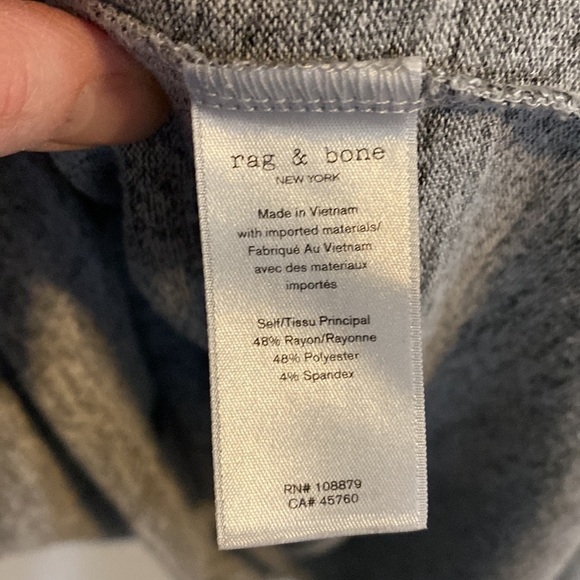 rag & bone
NEW YORK
Made in Vietnam
with imported materials/
Fabriqué Au Vietnam
avec des materiaux
importés
Self/Tissu Principal
48% Rayon/Rayonne
48% Polyester
4% Spandex
RN# 108879
CA# 45760